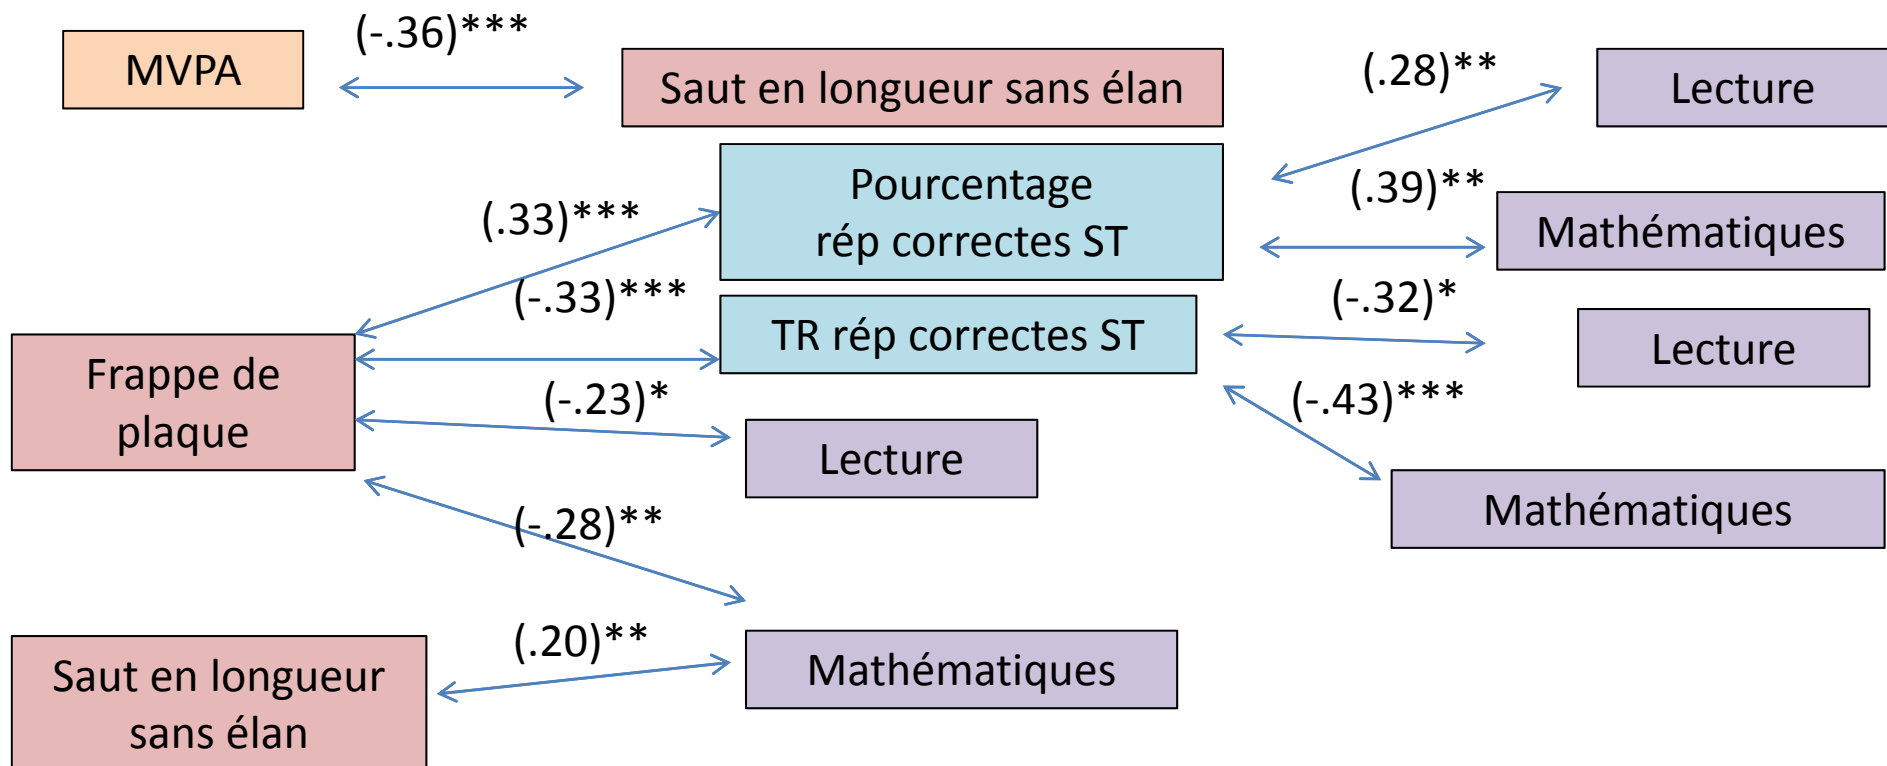 MVPA
(-.36)***
Saut en longueur sans élan
(.28)**
Lecture
Pourcentage
rép correctes ST
(.33)***
(.39)**
Mathématiques
(-.33)***
TR rép correctes ST
(-.32)*
Lecture
Frappe de
plaque
(-.23)*
Lecture
(-.43)***
Mathématiques
(-.28)**
Saut en longueur
sans élan
(.20)**
Mathématiques